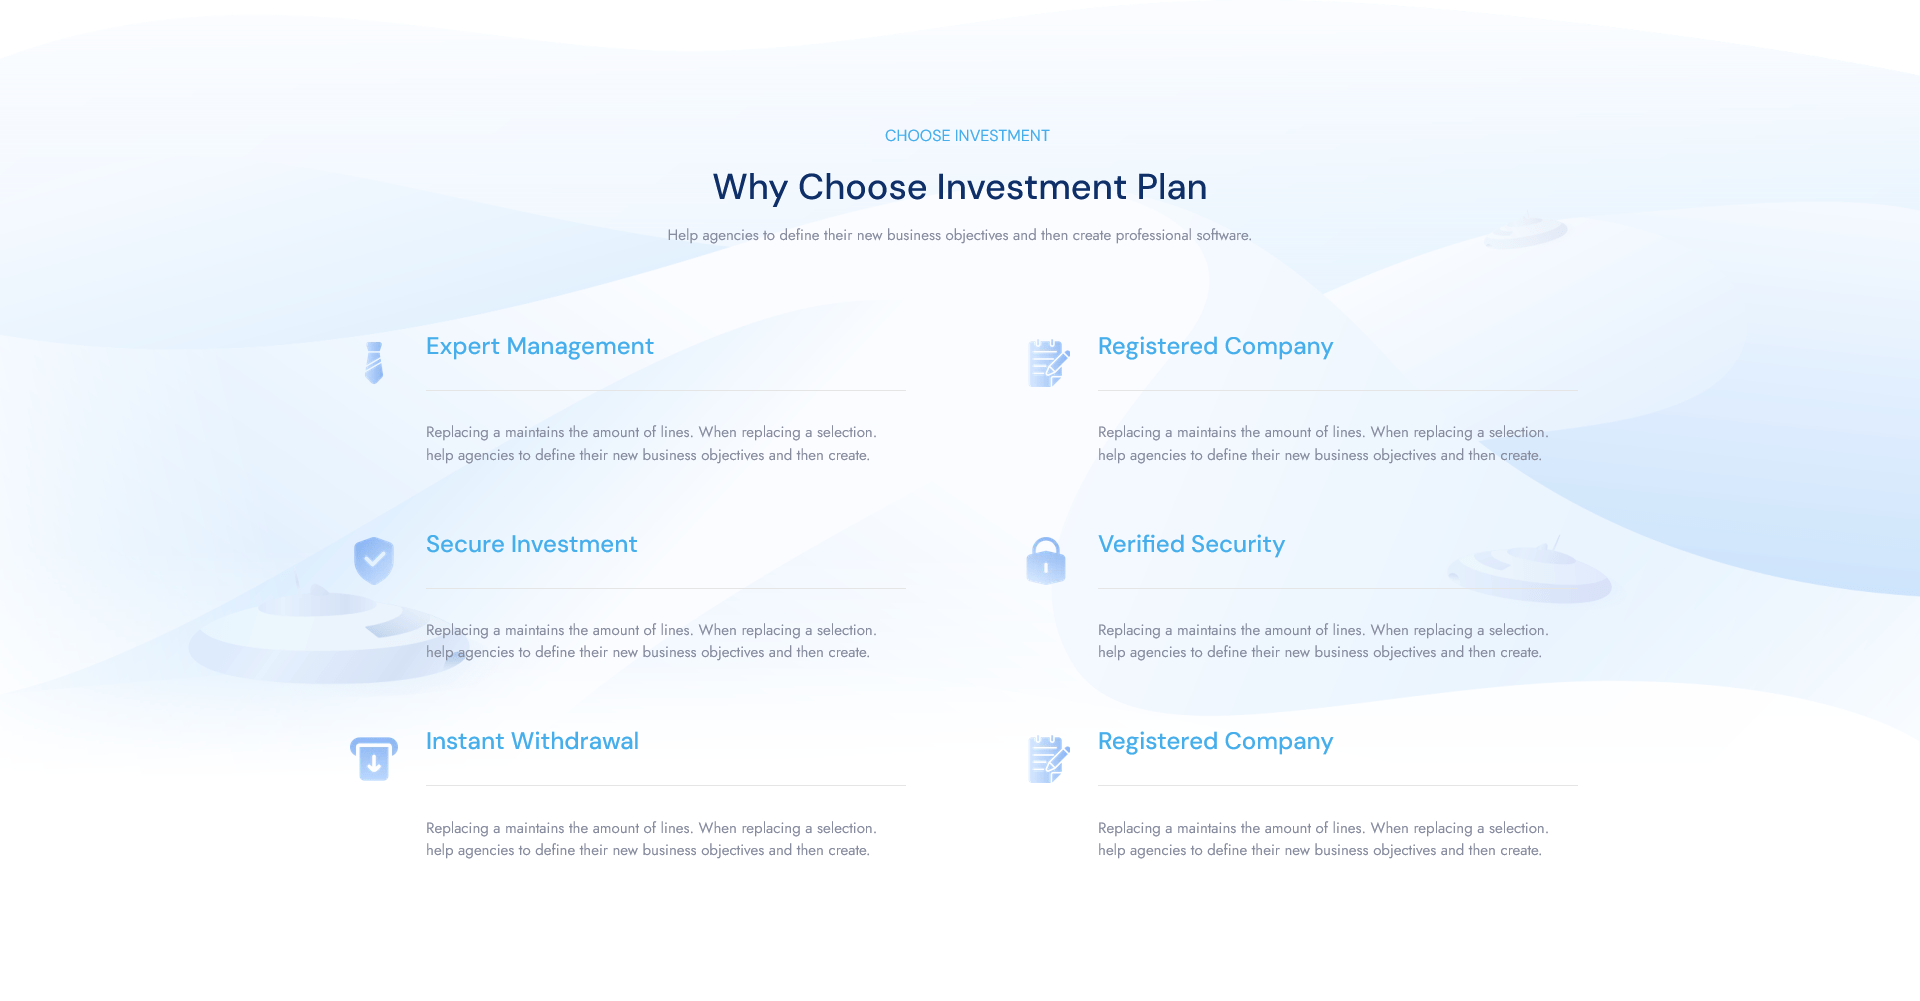 CHOOSE INVESTMENT
Why Choose Investment Plan
Help agencies to define their new business objectives and then create professional software.
Expert Management
Replacing a maintains the amount of lines. When replacing a selection.
help agencies to define their new business objectives and then create.
Registered Company
Replacing a maintains the amount of lines. When replacing a selection.
help agencies to define their new business objectives and then create.
Secure Investment
Replacing a maintains the amount of lines. When replacing a selection.
help agencies to define their new business objectives and then create.
Verified Security
Replacing a maintains the amount of lines. When replacing a selection.
help agencies to define their new business objectives and then create.
Instant Withdrawal
Replacing a maintains the amount of lines. When replacing a selection.
help agencies to define their new business objectives and then create.
Registered Company
Replacing a maintains the amount of lines. When replacing a selection.
help agencies to define their new business objectives and then create.